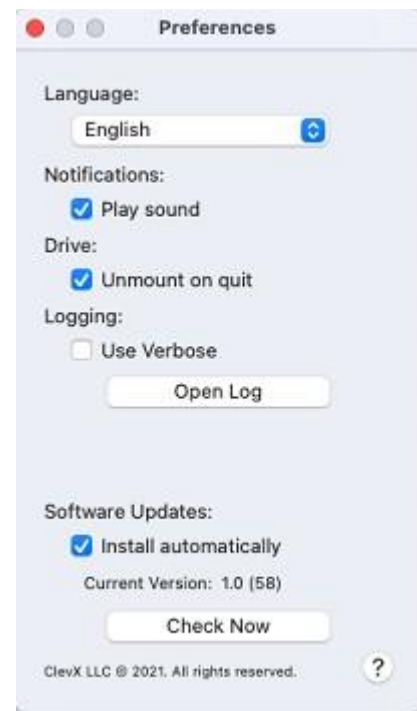 Preferences
Language:
English
Notifications:
Play sound
Drive:
Unmount on quit
Logging:
Use Verbose
Open Log
Software Updates:
Install automatically
Current Version: 1.0 (58)
Check Now
ClevX LLC © 2021. All rights reserved.
?